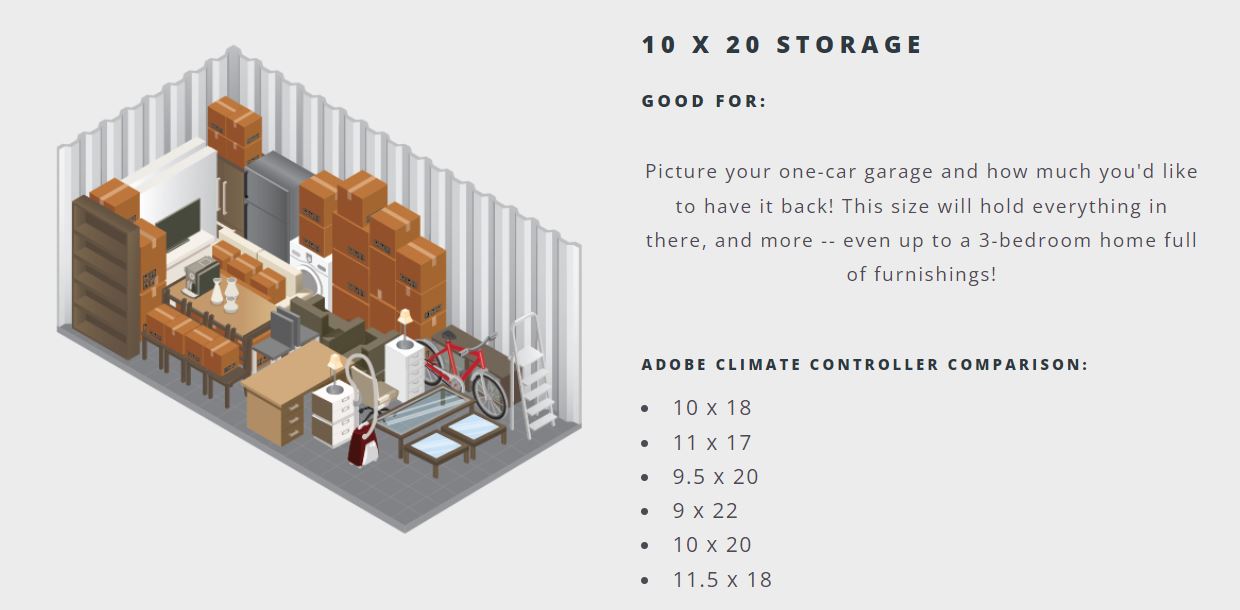 10 X 20 STORAGE
GOOD FOR:
Picture your one-car garage and how much you'd like
to have it back! This size will hold everything in
there, and more -- even up to a 3-bedroom home full
of furnishings!
ADOBE CLIMATE CONTROLLER COMPARISON:
10 x 18
11 x 17
9.5 x 20
9 x 22
10 x 20
11.5 x 18